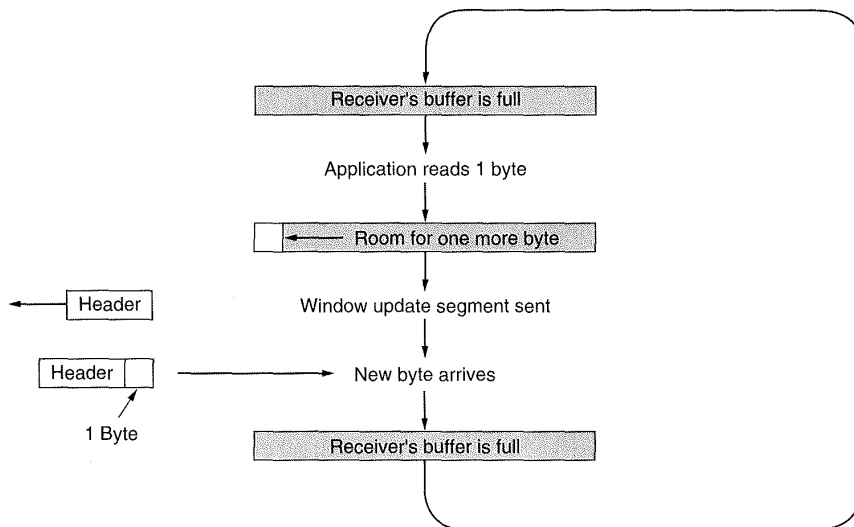 Receiver's buffer is full
Application reads 1 byte
Room for one more byte
Header
Window update segment sent
Header
New byte arrives
1 Byte
Receiver's buffer is full